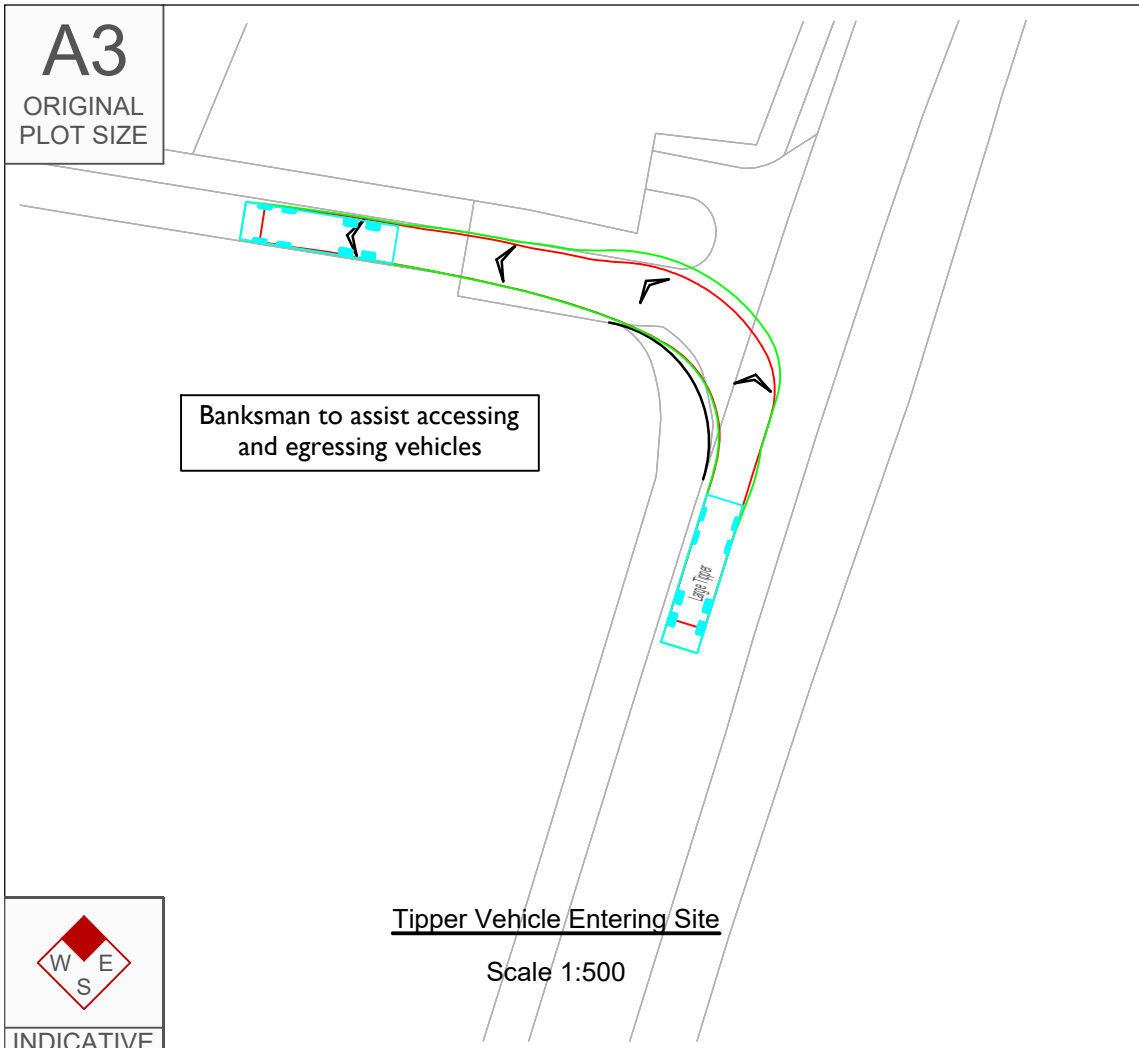 A3
ORIGINAL
PLOT SIZE
Banksman to assist accessing
and egressing vehicles
Large Tipper
Tipper Vehicle Entering Site
Scale 1:500
W E
S
INDICATIVE